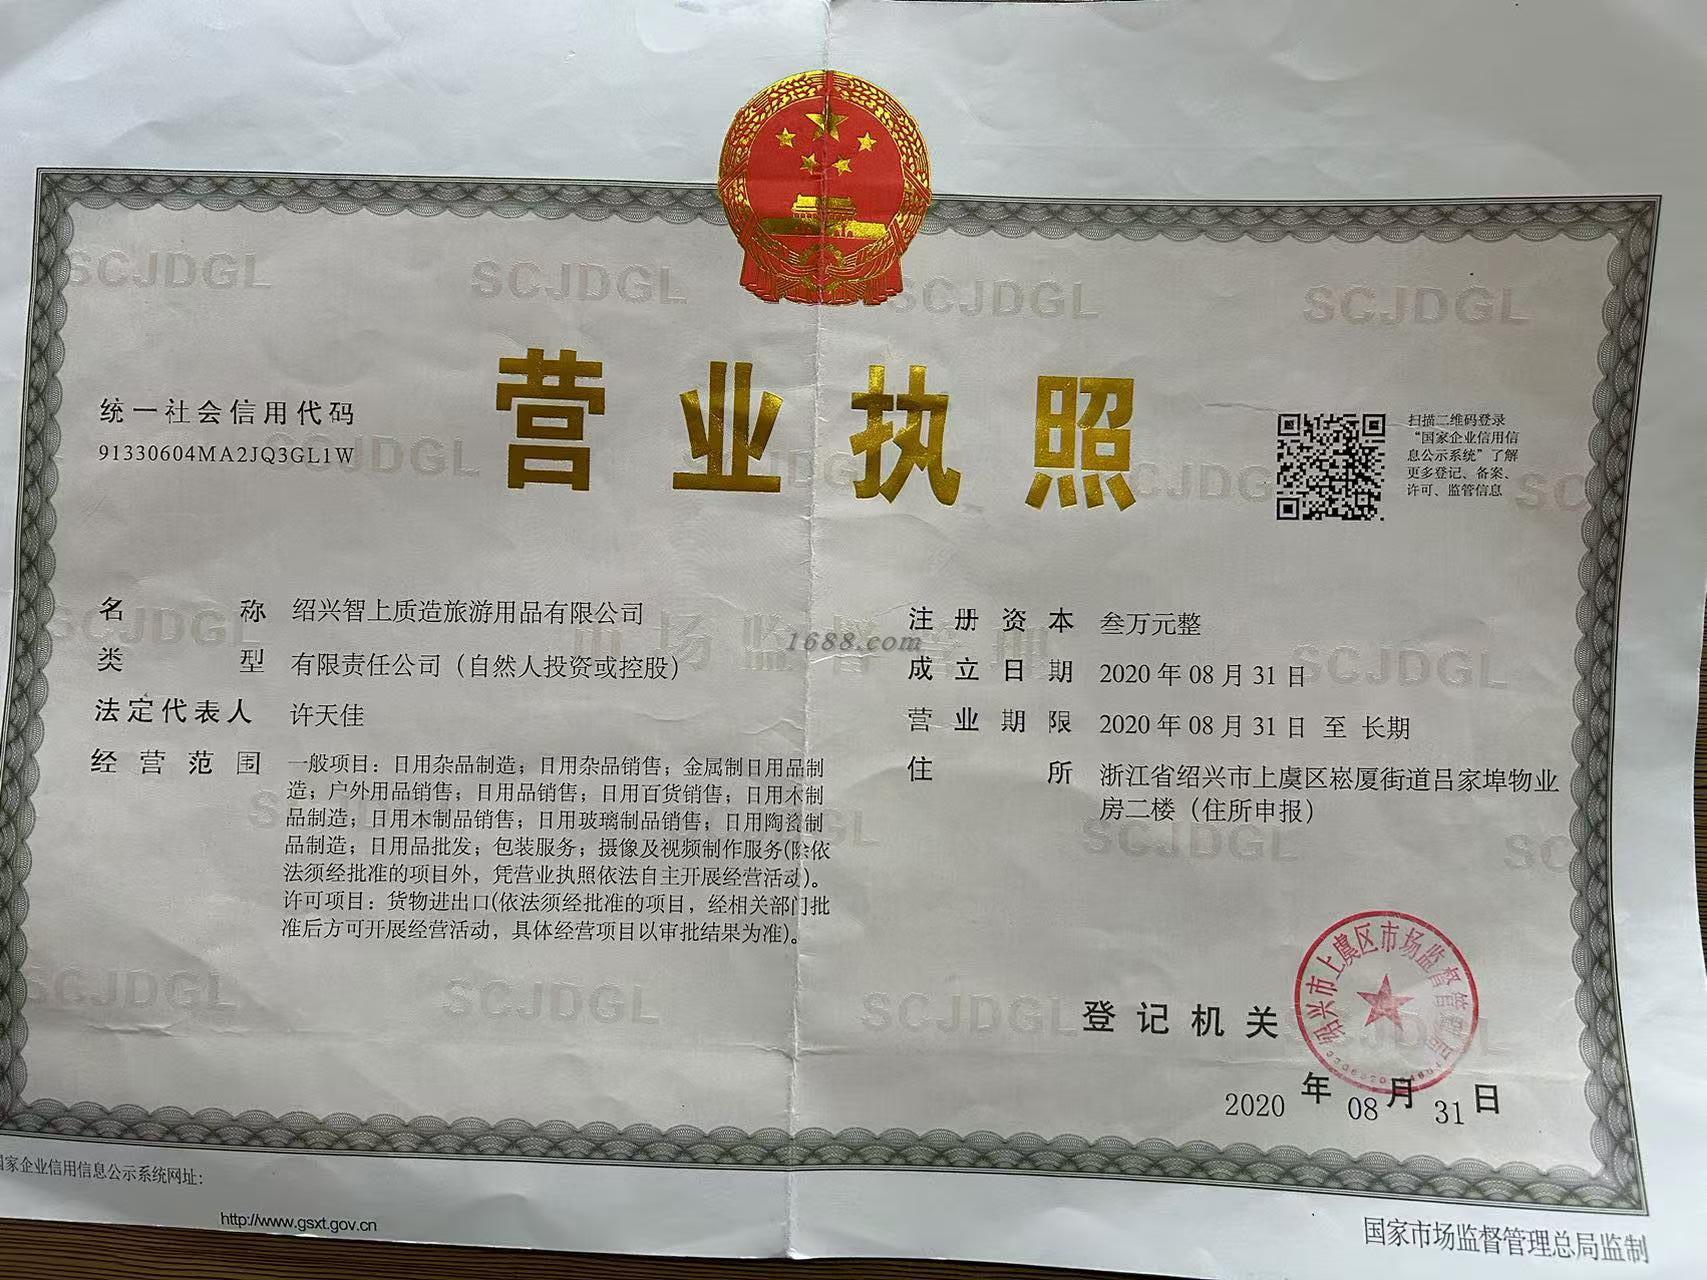 SCJDGL SCJDGL SCJDGL SCJDGL
营业执照
统一社会信用代码
91330604MA2JQ3GL1W
扫描二维码登录
“国家企业信用信
息公示系统”了解
更多登记、备案、
许可、监管信息
名称 绍兴智上质造旅游用品有限公司
类型 有限责任公司（自然人投资或控股）
法定代表人 许天佳
经营范围 一般项目：日用杂品制造；日用杂品销售；金属制日用品制
造；户外用品销售；日用品销售；日用百货销售；日用木制
品制造；日用木制品销售；日用玻璃制品销售；日用陶瓷制
品制造；日用品批发；包装服务；摄像及视频制作服务(除依
法须经批准的项目外，凭营业执照依法自主开展经营活动)。
许可项目：货物进出口(依法须经批准的项目，经相关部门批
准后方可开展经营活动，具体经营项目以审批结果为准)。
1688.com
注册资本 叁万元整
成立日期 2020年08月31日
营业期限 2020年08月31日 至 长期
住所 浙江省绍兴市上虞区崧厦街道吕家埠物业
房二楼（住所申报）
SCJDGL SCJDGL SCJDGL
登记机关
绍兴市上虞区市场监督管理局
2020年08月31日
国家企业信用信息公示系统网址：
http://www.gsxt.gov.cn
国家市场监督管理总局监制